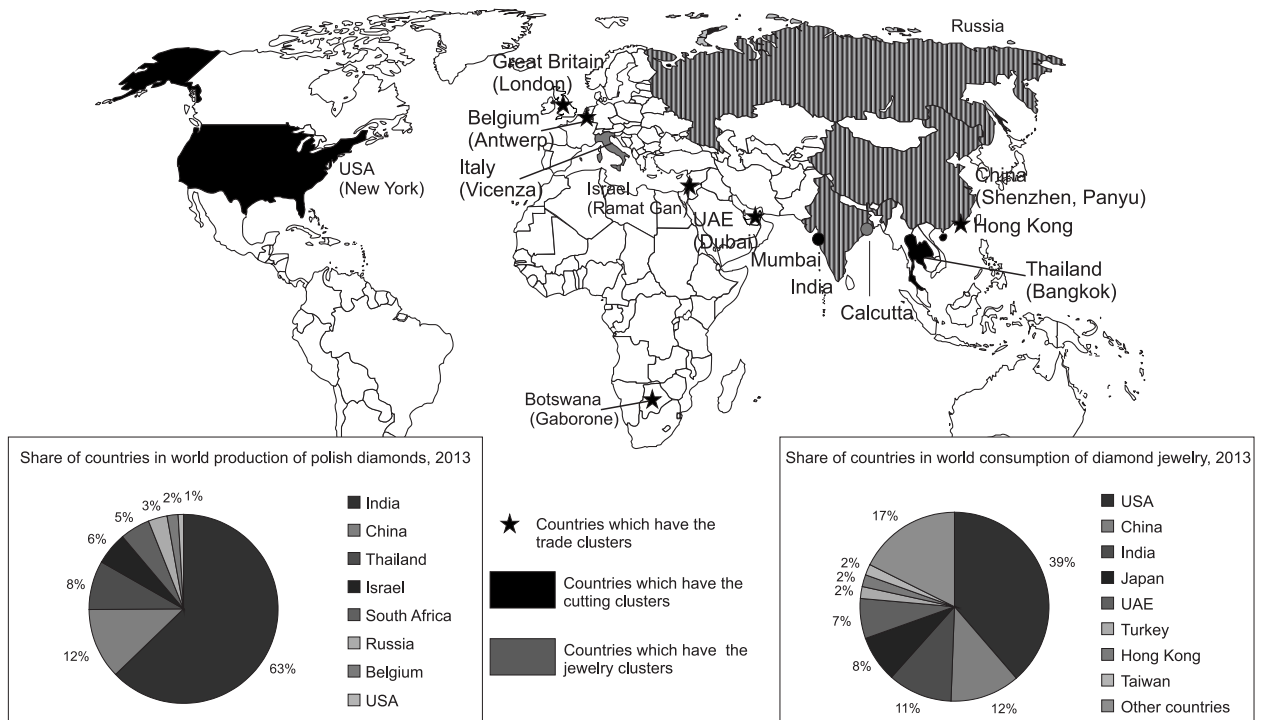 Russia
Great Britain
(London)
Belgium
(Antwerp)
Italy
(Vicenza)
USA
(New York)
Israel
(Ramat Gan)
UAE
(Dubai)
China
(Shenzhen, Panyu)
Hong Kong
Mumbai
India
Calcutta
Thailand
(Bangkok)
Botswana
(Gaborone)
Share of countries in world production of polish diamonds, 2013
1%
2%
3%
5%
6%
8%
12%
63%
India
China
Thailand
Israel
South Africa
Russia
Belgium
USA
Countries which have the
trade clusters
Countries which have the
cutting clusters
Countries which have the
jewelry clusters
Share of countries in world consumption of diamond jewelry, 2013
17%
2%
2%
2%
7%
8%
11%
12%
39%
USA
China
India
Japan
UAE
Turkey
Hong Kong
Taiwan
Other countries